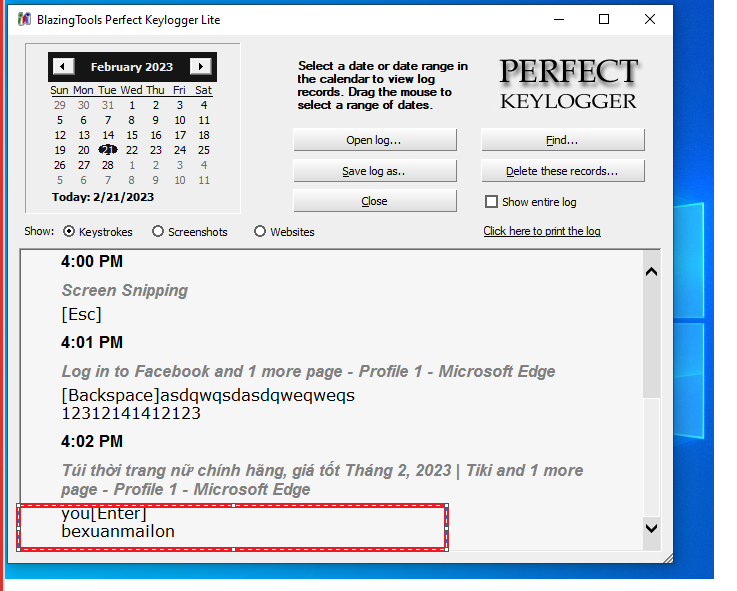 BlazingTools Perfect Keylogger Lite
February 2023
Sun Mon Tue Wed Thu Fri Sat
29 30 31 1 2 3 4
5 6 7 8 9 10 11
12 13 14 15 16 17 18
19 20 21 22 23 24 25
26 27 28 1 2 3 4
5 6 7 8 9 10 11
Today: 2/21/2023
Select a date or date range in
the calendar to view log
records. Drag the mouse to
select a range of dates.
PERFECT
KEYLOGGER
Open log...
Find...
Save log as..
Delete these records...
Close
Show entire log
Show:
Keystrokes
Screenshots
Websites
Click here to print the log
4:00 PM
Screen Snipping
[Esc]
4:01 PM
Log in to Facebook and 1 more page - Profile 1 - Microsoft Edge
[Backspace]asdqwqsdasdqweqweqs
12312141412123
4:02 PM
Túi thời trang nữ chính hãng, giá tốt Tháng 2, 2023 | Tiki and 1 more
page - Profile 1 - Microsoft Edge
you[Enter]
bexuanmailon